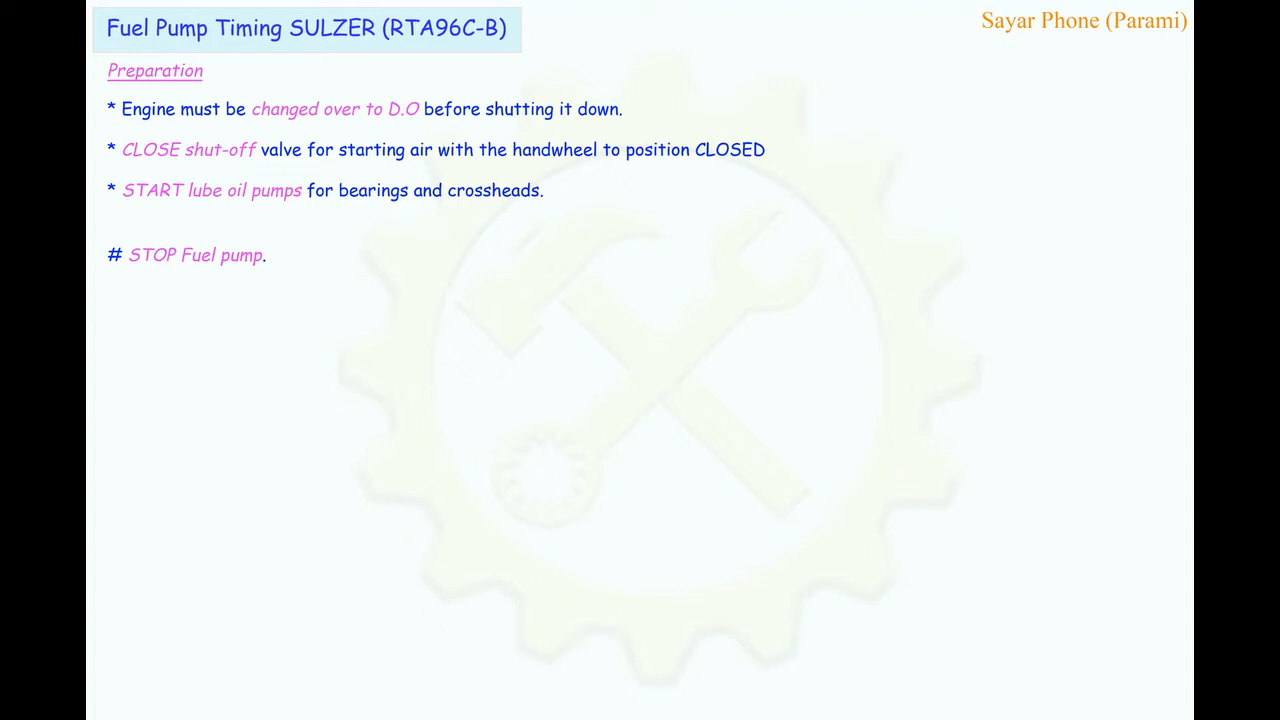 Fuel Pump Timing SULZER (RTA96C-B)
Sayar Phone (Parami)
Preparation
* Engine must be changed over to D.O before shutting it down.
* CLOSE shut-off valve for starting air with the handwheel to position CLOSED
* START lube oil pumps for bearings and crossheads.
# STOP Fuel pump.